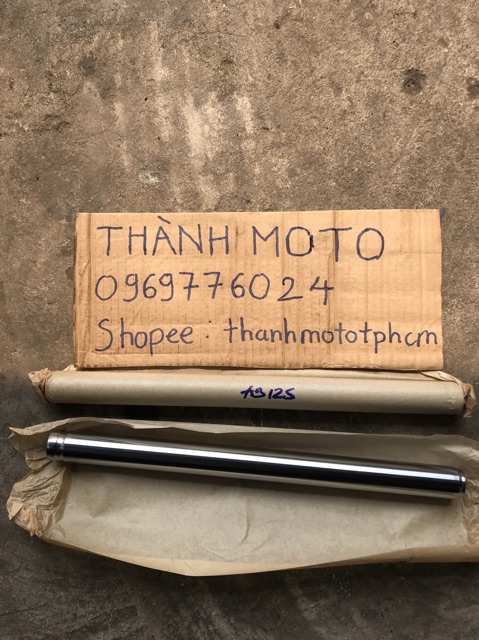 THÀNH MOTO
0969776024
Shopee : thanhmototphcm
AB125